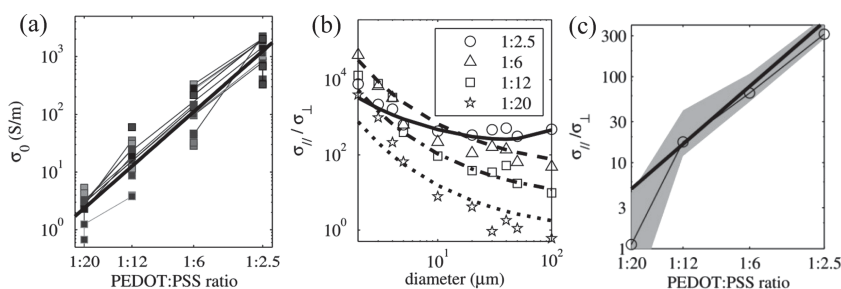 (a)
σ₀ (S/m)
10³
10²
10¹
10⁰
1:20 1:12 1:6 1:2.5
PEDOT:PSS ratio
(b)
σ// / σ⊥
10⁴
10²
10⁰
10¹ 10²
diameter (μm)
1:2.5
1:6
1:12
1:20
(c)
σ///σ⊥
300
100
30
10
3
1
1:20 1:12 1:6 1:2.5
PEDOT:PSS ratio